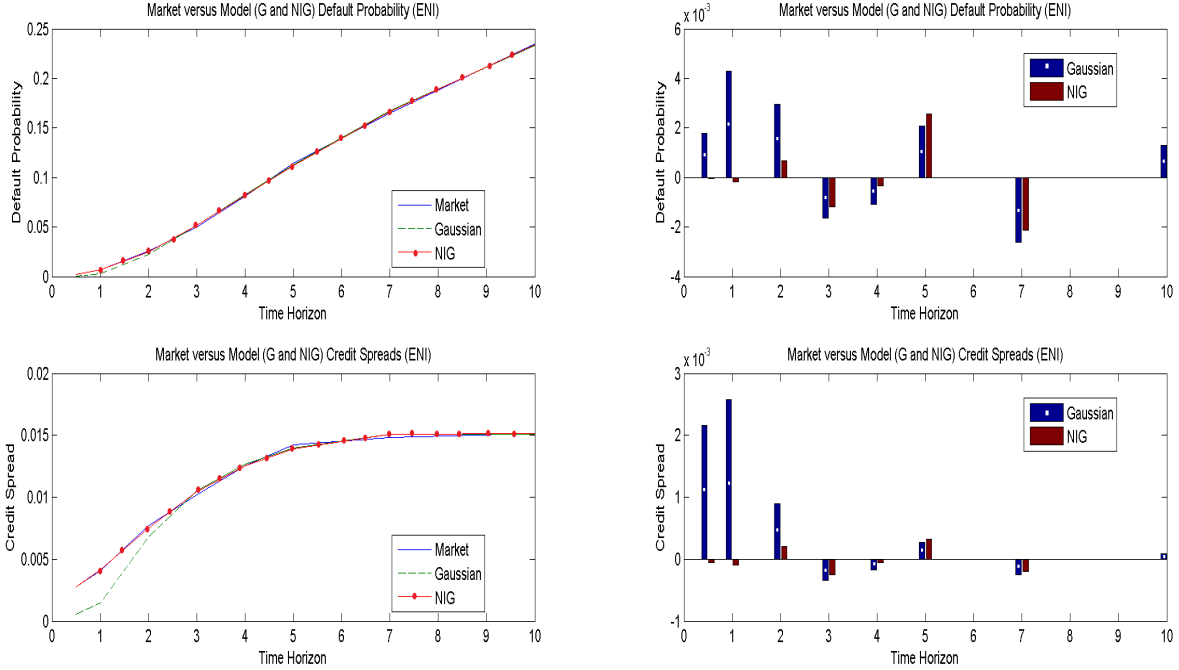 Market versus Model (G and NIG) Default Probability (ENI)
0.25
0.2
0.15
0.1
0.05
0
Default Probability
Market
Gaussian
NIG
0 1 2 3 4 5 6 7 8 9 10
Time Horizon
Market versus Model (G and NIG) Default Probability (ENI)
x 10^-3
6
4
2
0
-2
-4
Default Probability
Gaussian
NIG
0 1 2 3 4 5 6 7 8 9 10
Time Horizon
Market versus Model (G and NIG) Credit Spreads (ENI)
0.02
0.015
0.01
0.005
0
Credit Spread
Market
Gaussian
NIG
0 1 2 3 4 5 6 7 8 9 10
Time Horizon
Market versus Model (G and NIG) Credit Spreads (ENI)
x 10^-3
3
2
1
0
-1
Credit Spread
Gaussian
NIG
0 1 2 3 4 5 6 7 8 9 10
Time Horizon